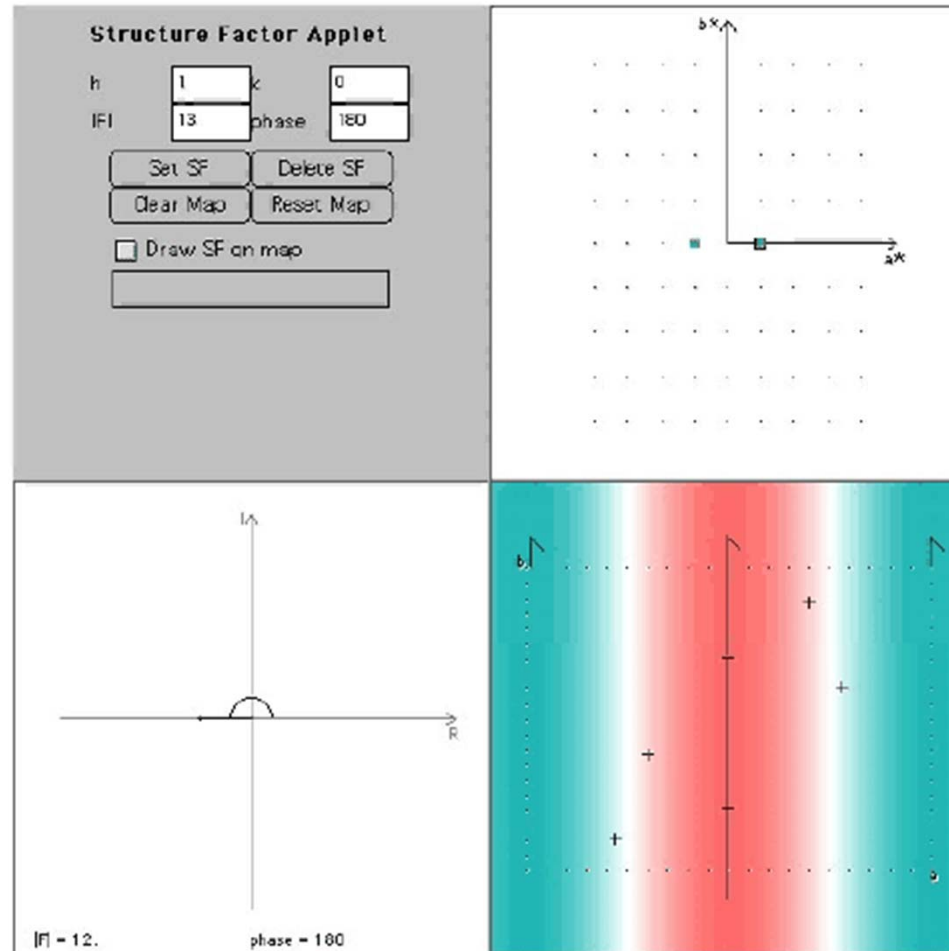 Structure Factor Applet
h 1 k 0
|F| 13 phase 180
Set SF Delete SF
Clear Map Reset Map
Draw SF on map
b*
a*
I
R
|F| = 12. phase = 180
b
a